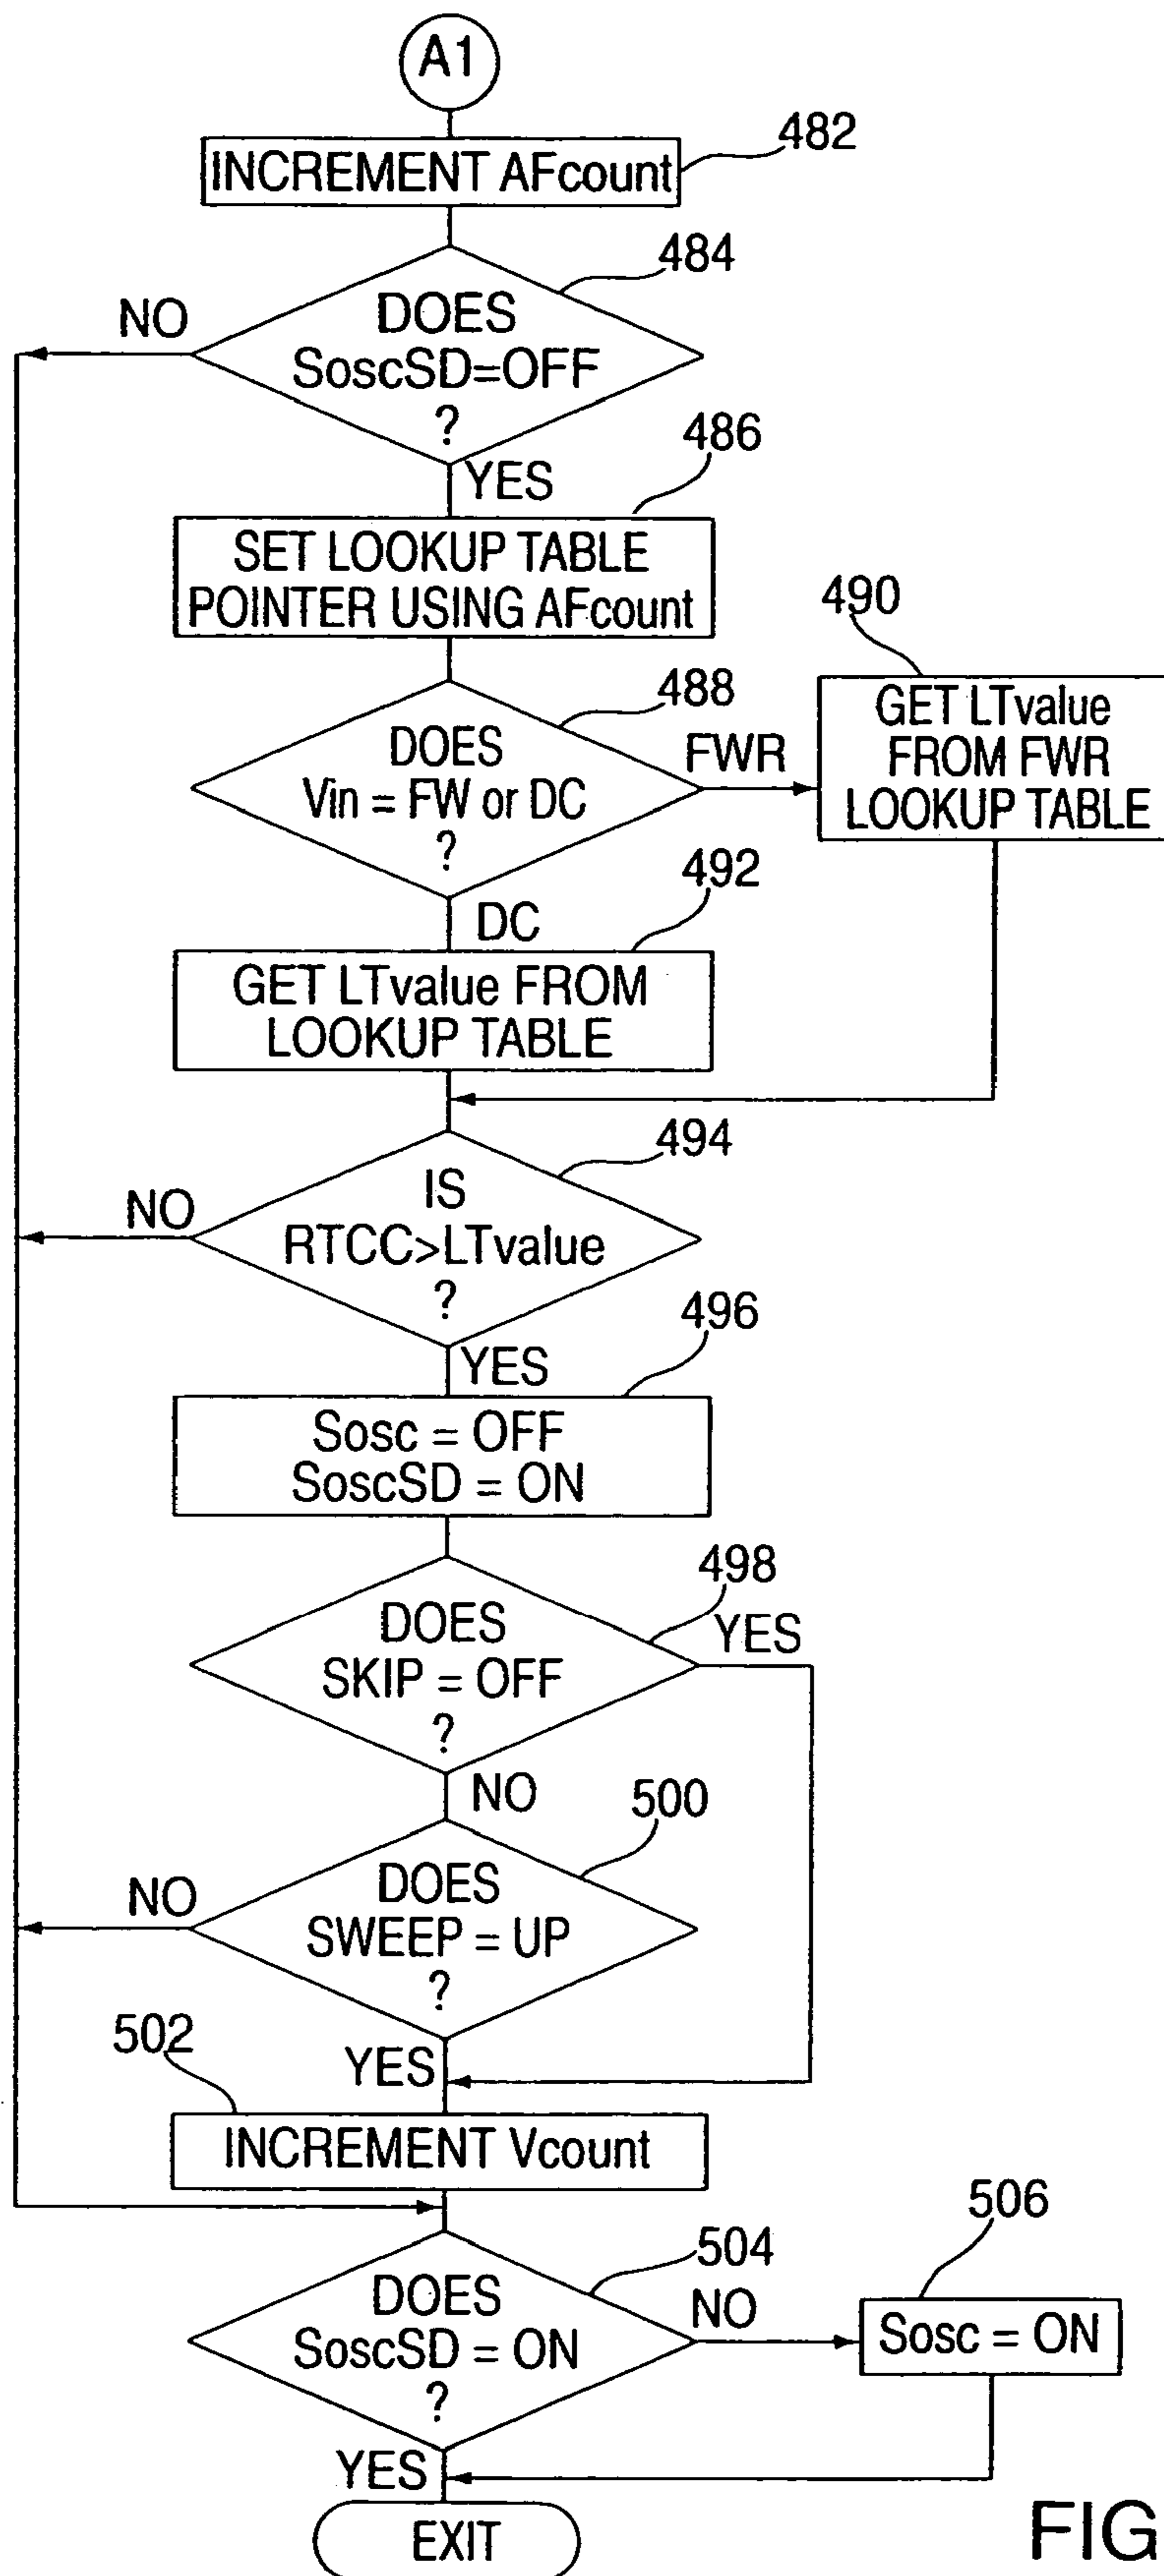 A1
482
INCREMENT AFcount
484
NO
DOES
SoscSD=OFF
?
YES
486
SET LOOKUP TABLE
POINTER USING AFcount
488
DOES
Vin = FW or DC
?
FWR
490
GET LTvalue
FROM FWR
LOOKUP TABLE
DC
492
GET LTvalue FROM
LOOKUP TABLE
494
NO
IS
RTCC>LTvalue
?
YES
496
Sosc = OFF
SoscSD = ON
498
DOES
SKIP = OFF
?
YES
NO
500
NO
DOES
SWEEP = UP
?
502
YES
INCREMENT Vcount
504
DOES
SoscSD = ON
?
NO
506
Sosc = ON
YES
EXIT
FIG